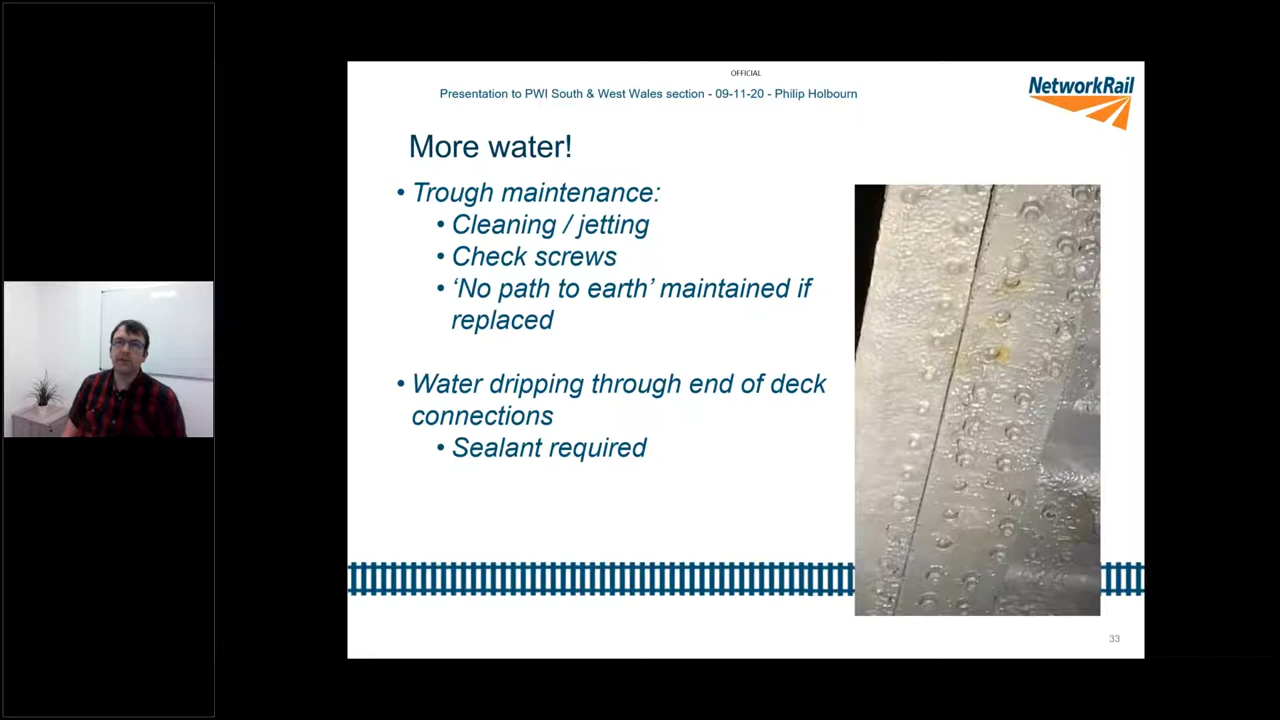 OFFICIAL
Presentation to PWI South & West Wales section - 09-11-20 - Philip Holbourn
NetworkRail
More water!
• Trough maintenance:
• Cleaning / jetting
• Check screws
• ‘No path to earth’ maintained if
replaced
• Water dripping through end of deck
connections
• Sealant required
33